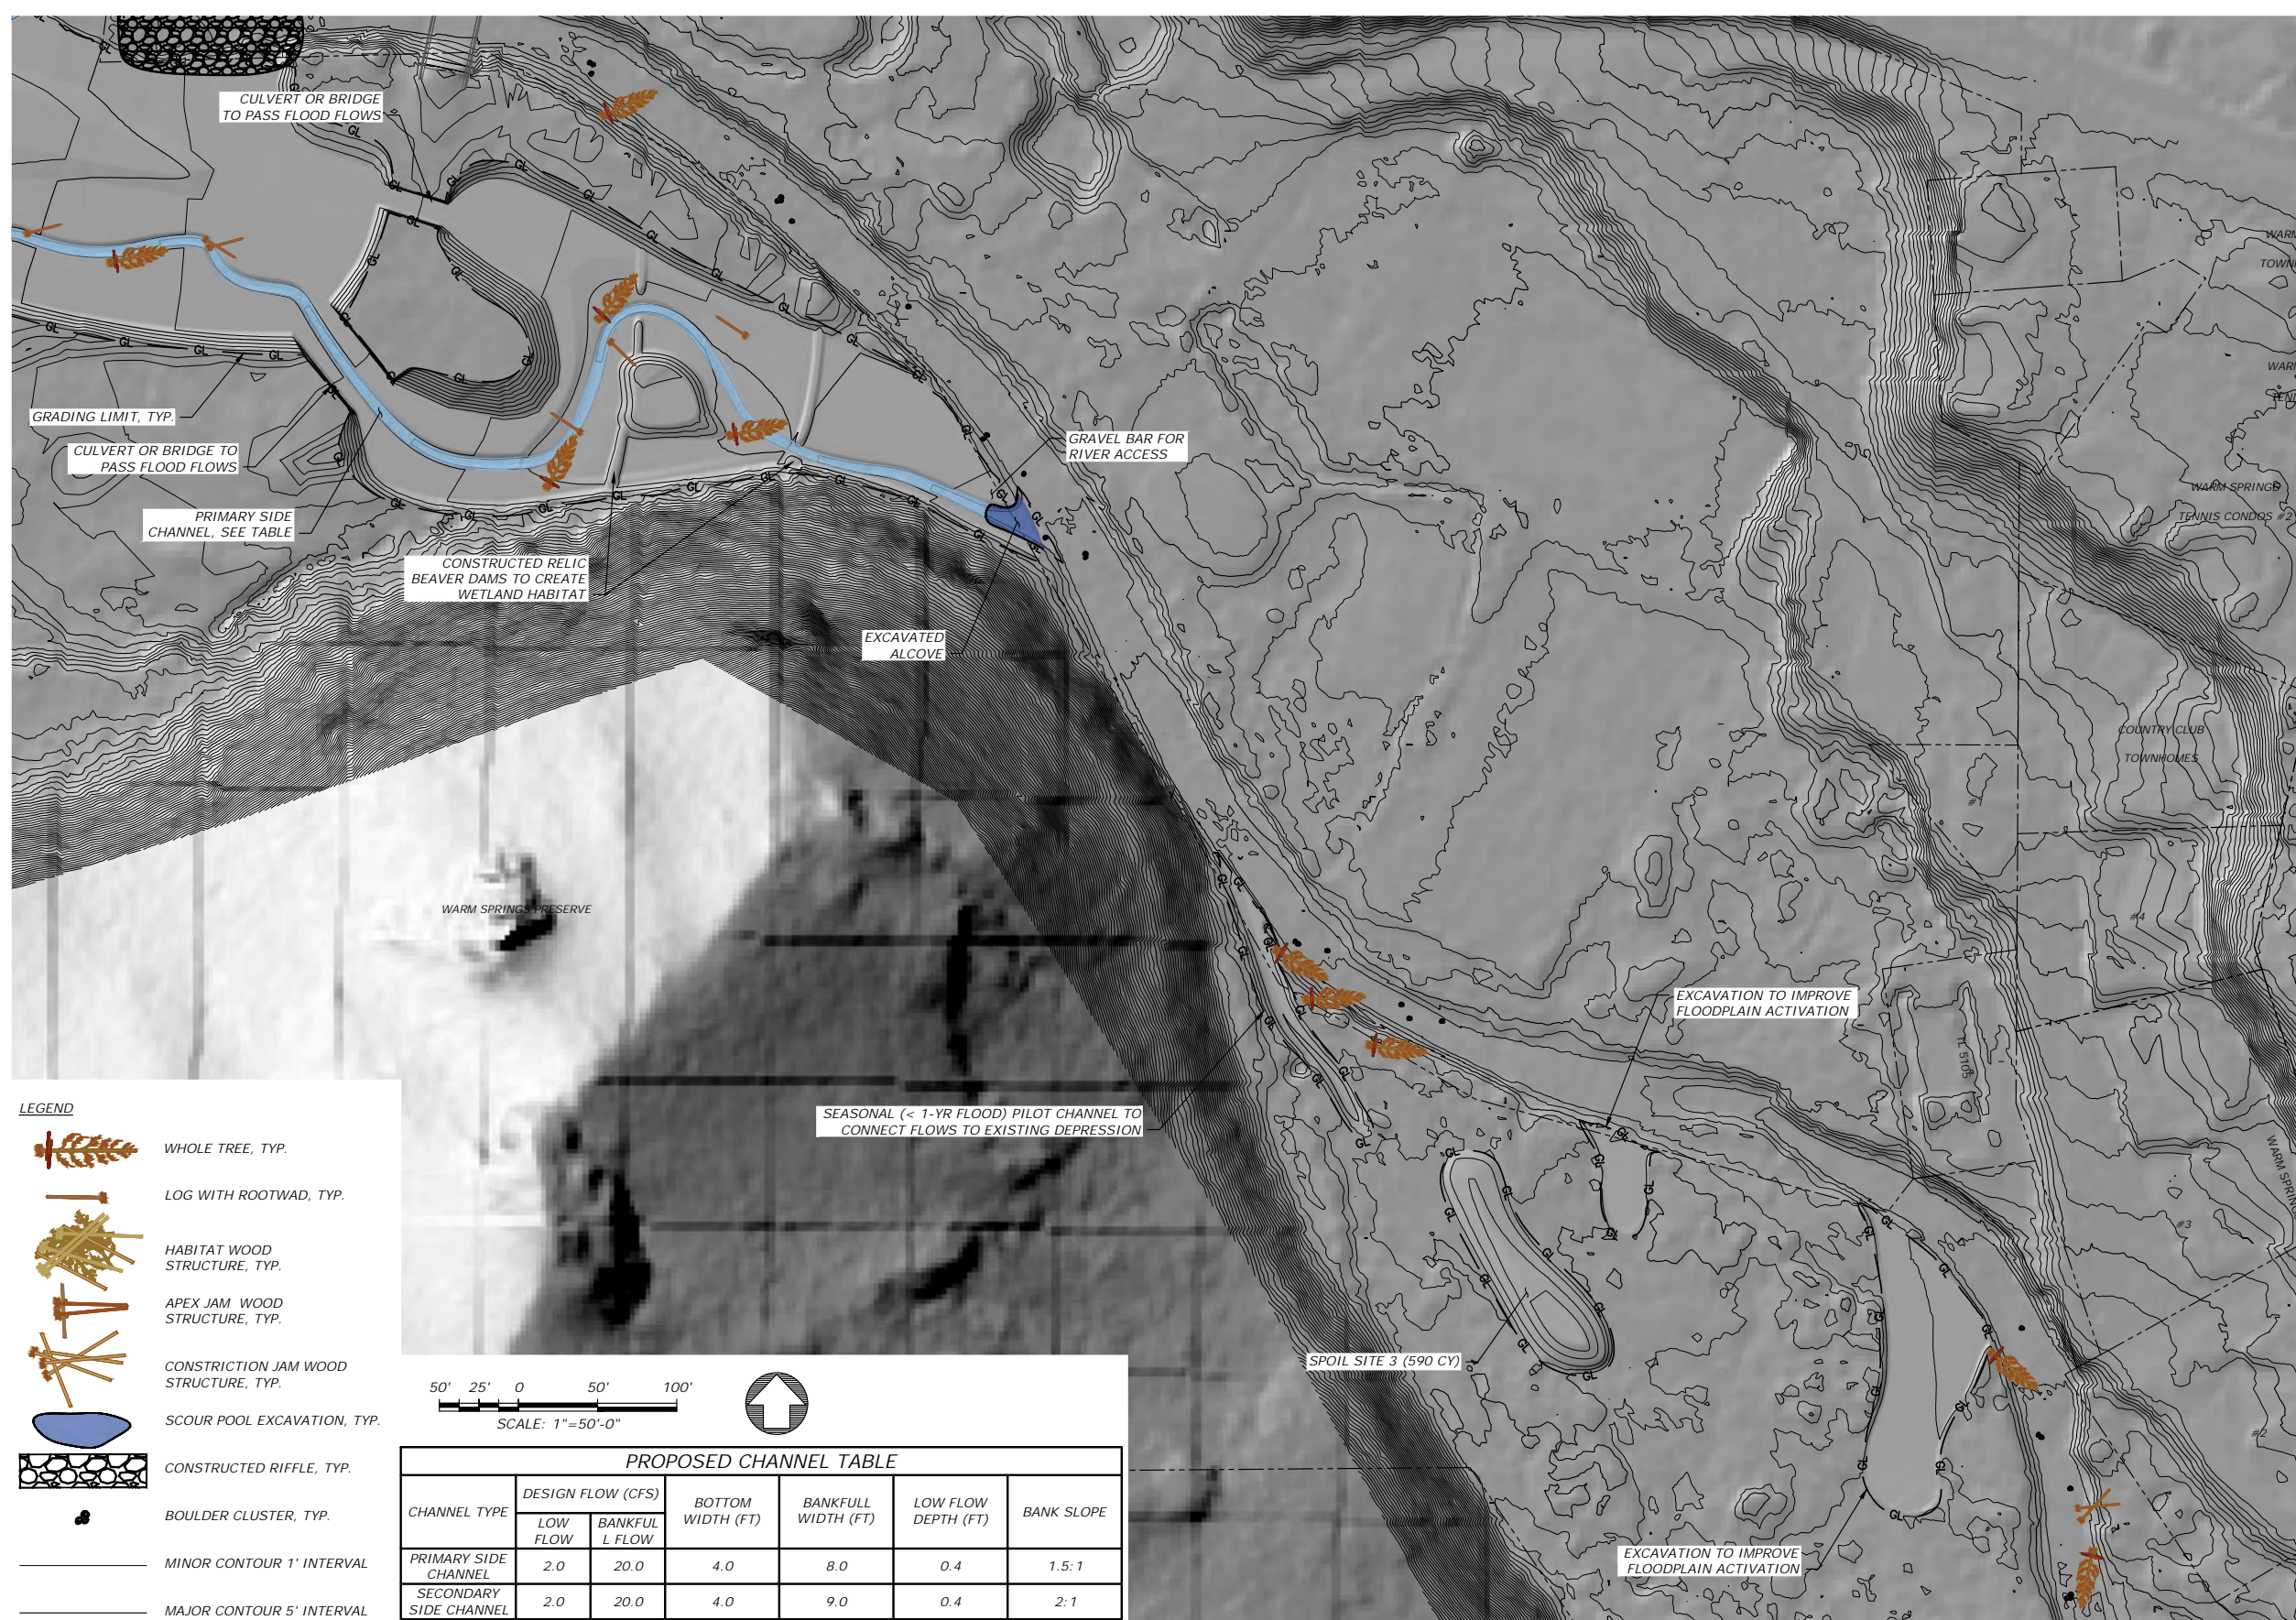 CULVERT OR BRIDGE
TO PASS FLOOD FLOWS
GRADING LIMIT, TYP.
CULVERT OR BRIDGE TO
PASS FLOOD FLOWS
PRIMARY SIDE
CHANNEL, SEE TABLE
CONSTRUCTED RELIC
BEAVER DAMS TO CREATE
WETLAND HABITAT
GRAVEL BAR FOR
RIVER ACCESS
EXCAVATED
ALCOVE
WARM SPRINGS
TENNIS CONDOS #2
COUNTRY CLUB
TOWNHOMES
#1
#4
WARM SPRINGS PRESERVE
EXCAVATION TO IMPROVE
FLOODPLAIN ACTIVATION
TL 5105
SEASONAL (< 1-YR FLOOD) PILOT CHANNEL TO
CONNECT FLOWS TO EXISTING DEPRESSION
#3
SPOIL SITE 3 (590 CY)
#2
EXCAVATION TO IMPROVE
FLOODPLAIN ACTIVATION
LEGEND
WHOLE TREE, TYP.
LOG WITH ROOTWAD, TYP.
HABITAT WOOD
STRUCTURE, TYP.
APEX JAM WOOD
STRUCTURE, TYP.
CONSTRICTION JAM WOOD
STRUCTURE, TYP.
SCOUR POOL EXCAVATION, TYP.
CONSTRUCTED RIFFLE, TYP.
BOULDER CLUSTER, TYP.
MINOR CONTOUR 1' INTERVAL
MAJOR CONTOUR 5' INTERVAL
50' 25' 0 50' 100'
SCALE: 1"=50'-0"
PROPOSED CHANNEL TABLE
CHANNEL TYPE
DESIGN FLOW (CFS)
LOW
FLOW
BANKFUL
L FLOW
BOTTOM
WIDTH (FT)
BANKFULL
WIDTH (FT)
LOW FLOW
DEPTH (FT)
BANK SLOPE
PRIMARY SIDE
CHANNEL
2.0 20.0 4.0 8.0 0.4 1.5:1
SECONDARY
SIDE CHANNEL
2.0 20.0 4.0 9.0 0.4 2:1